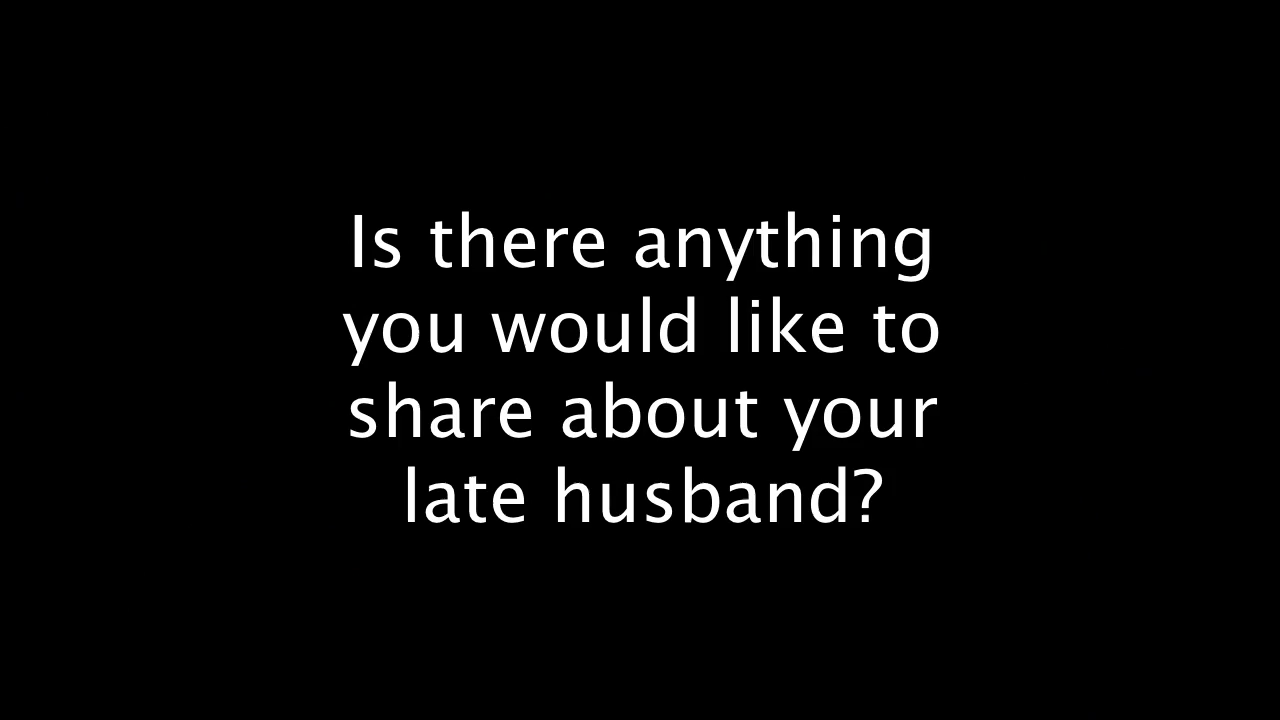 Is there anything
you would like to
share about your
late husband?